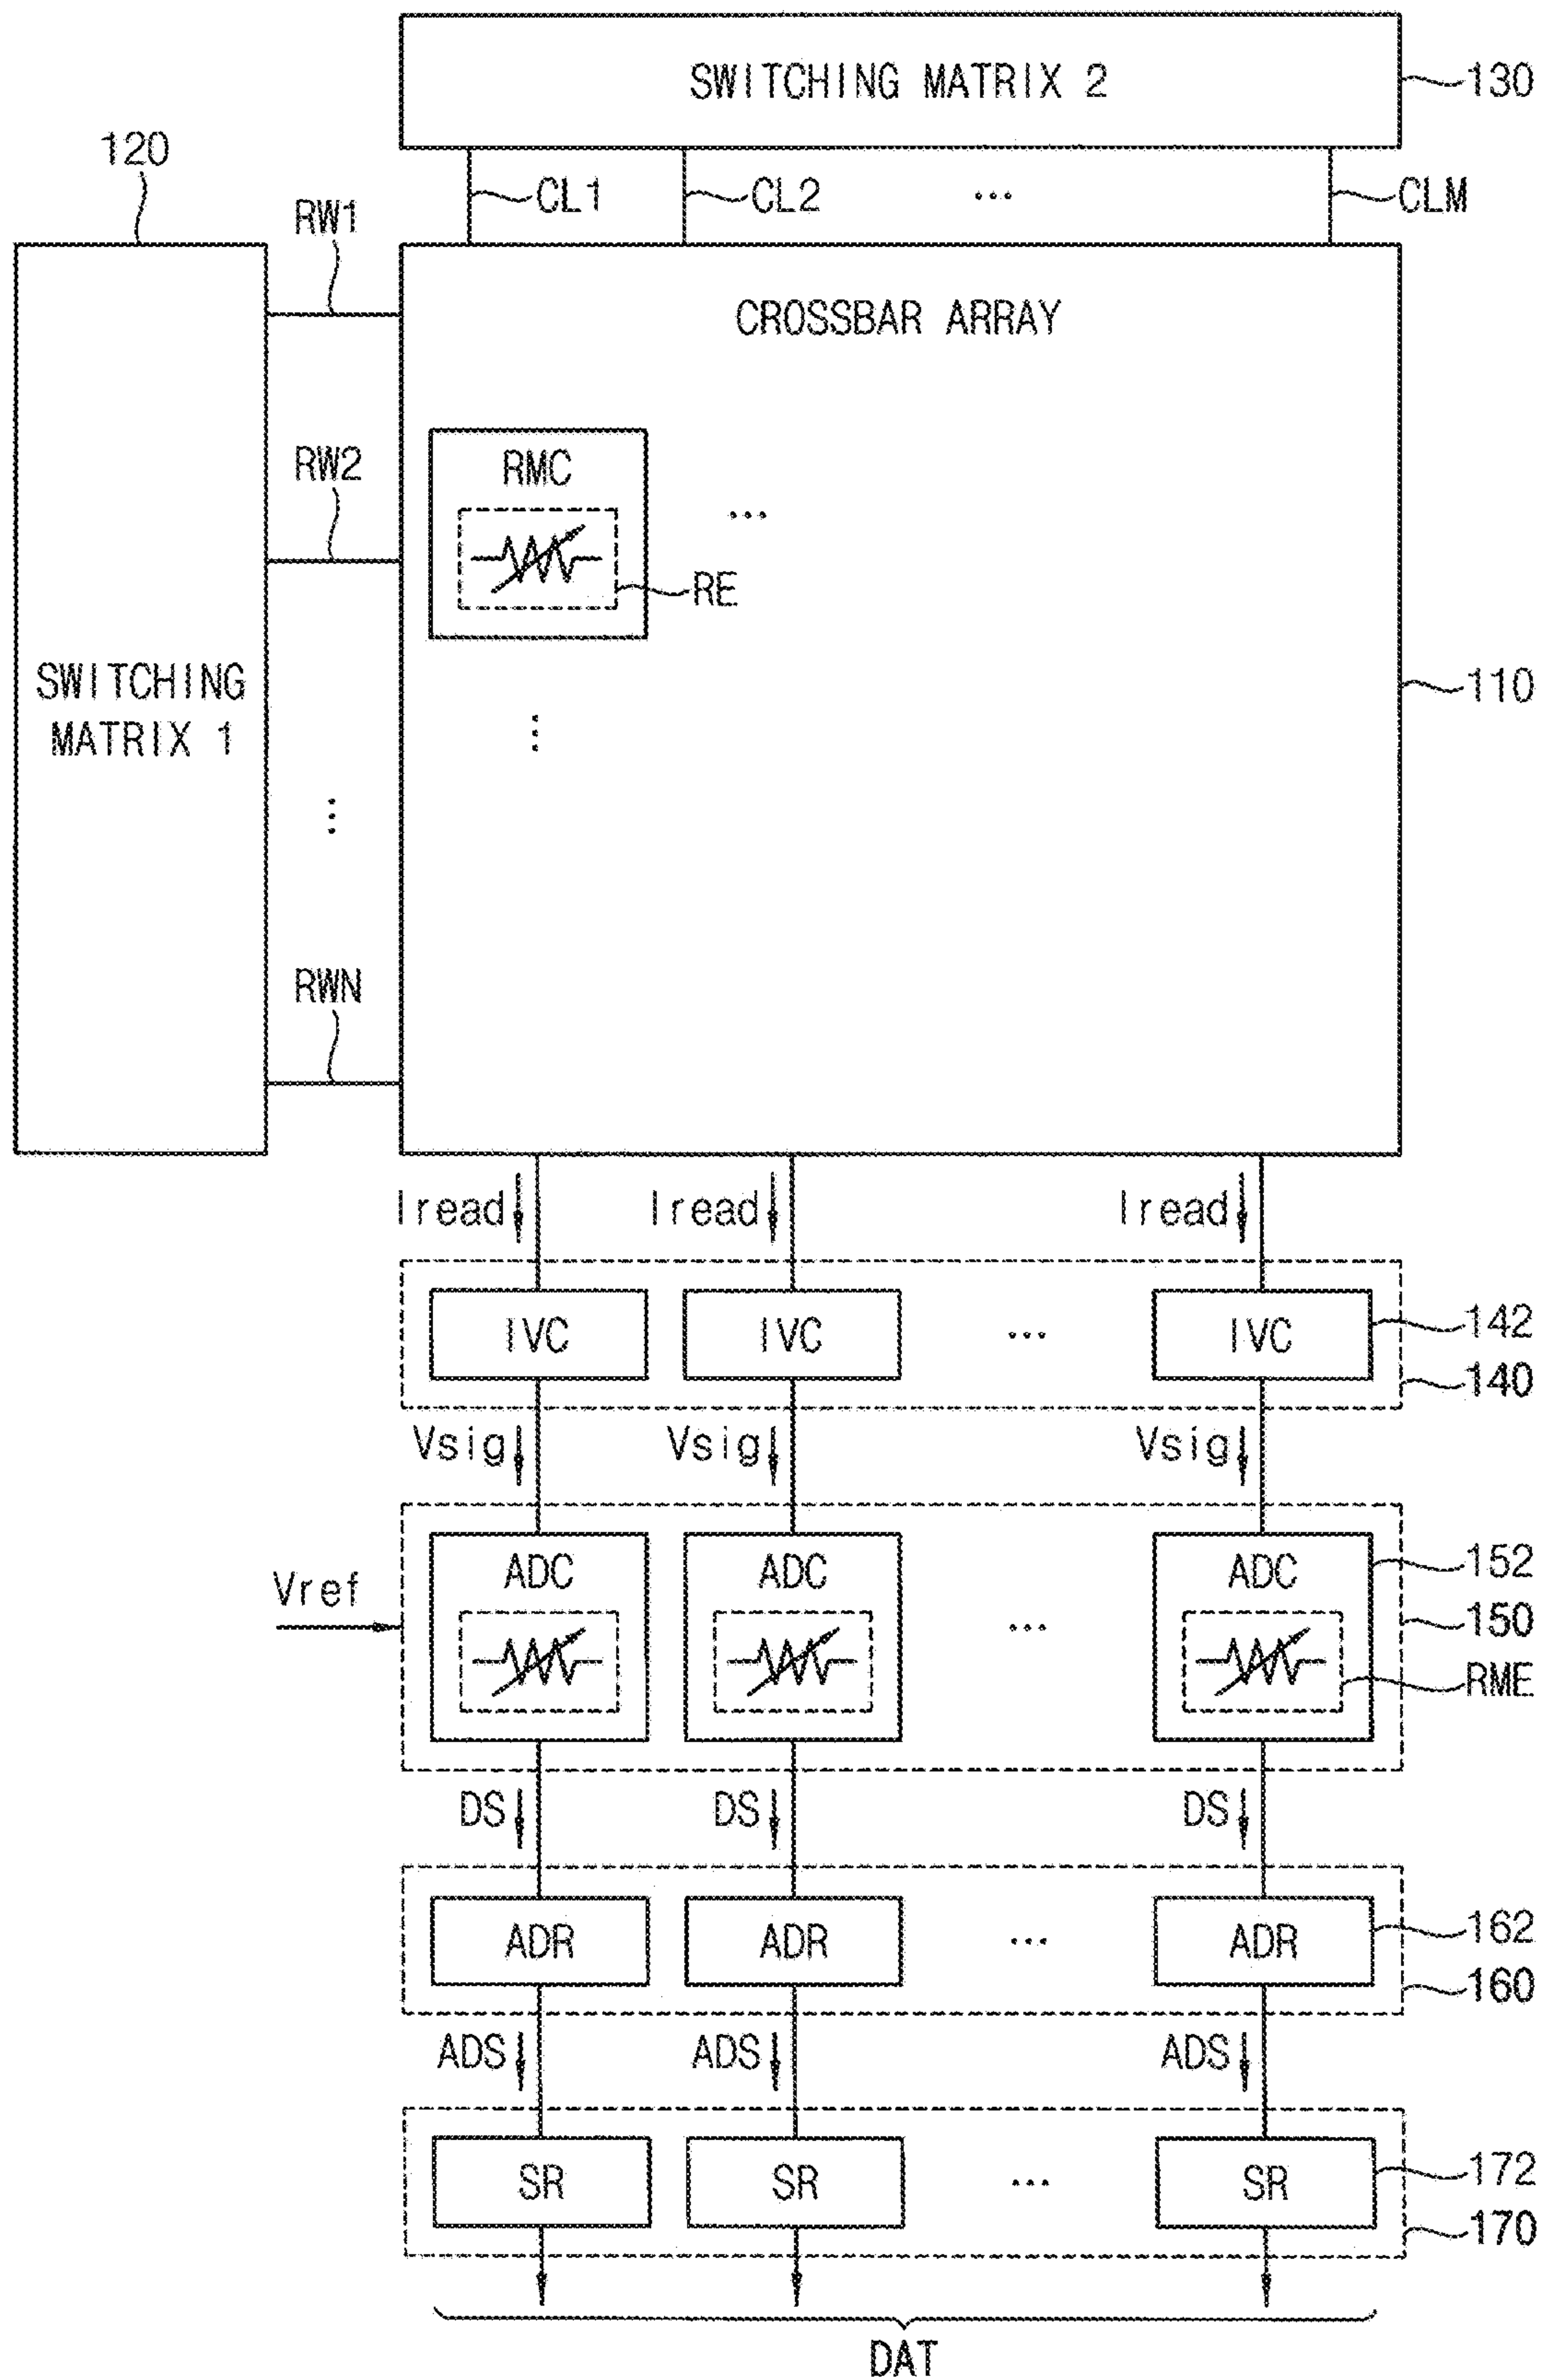 SWITCHING MATRIX 2
130
120
CL1
CL2
...
CLM
RW1
CROSSBAR ARRAY
RW2
RMC
...
RE
SWITCHING
MATRIX 1
110
RWN
Iread
Iread
Iread
IVC
IVC
...
IVC
142
140
Vsig
Vsig
Vsig
Vref
ADC
ADC
...
ADC
152
150
RME
DS
DS
DS
ADR
ADR
...
ADR
162
160
ADS
ADS
ADS
SR
SR
...
SR
172
170
DAT